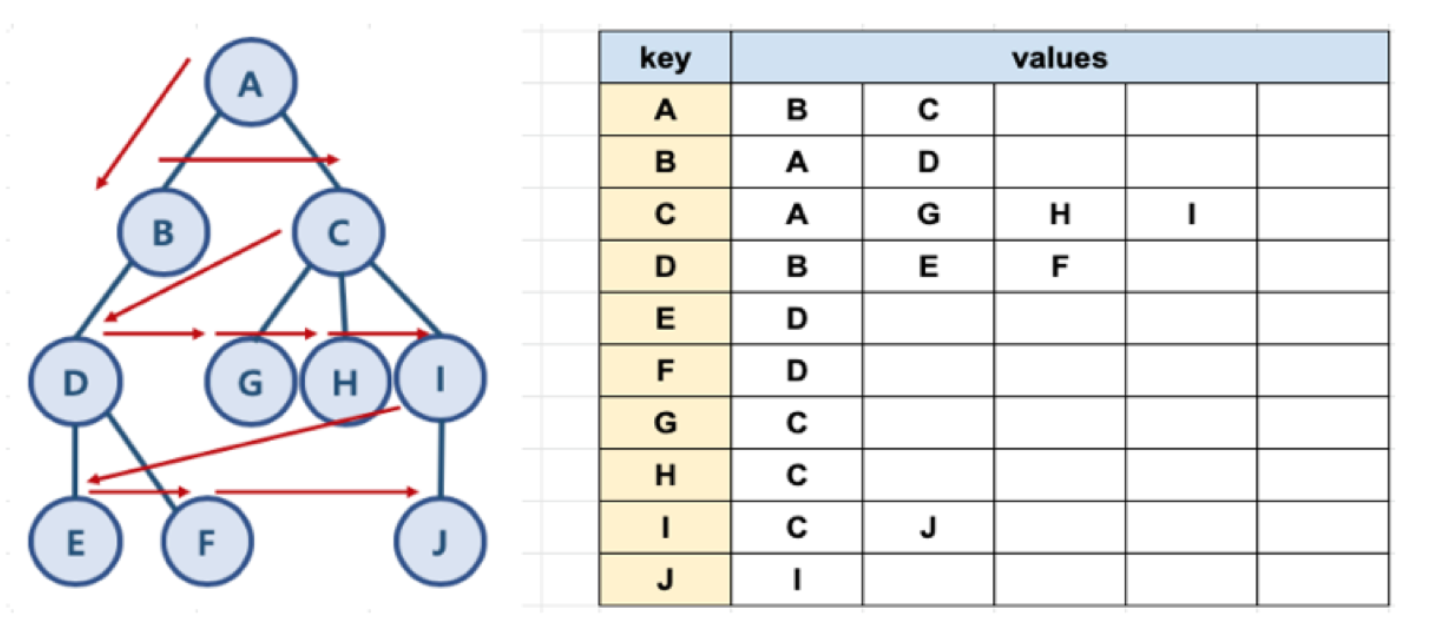 A
B C
D G H I
E F J
key values
A B C
B A D
C A G H I
D B E F
E D
F D
G C
H C
I C J
J I